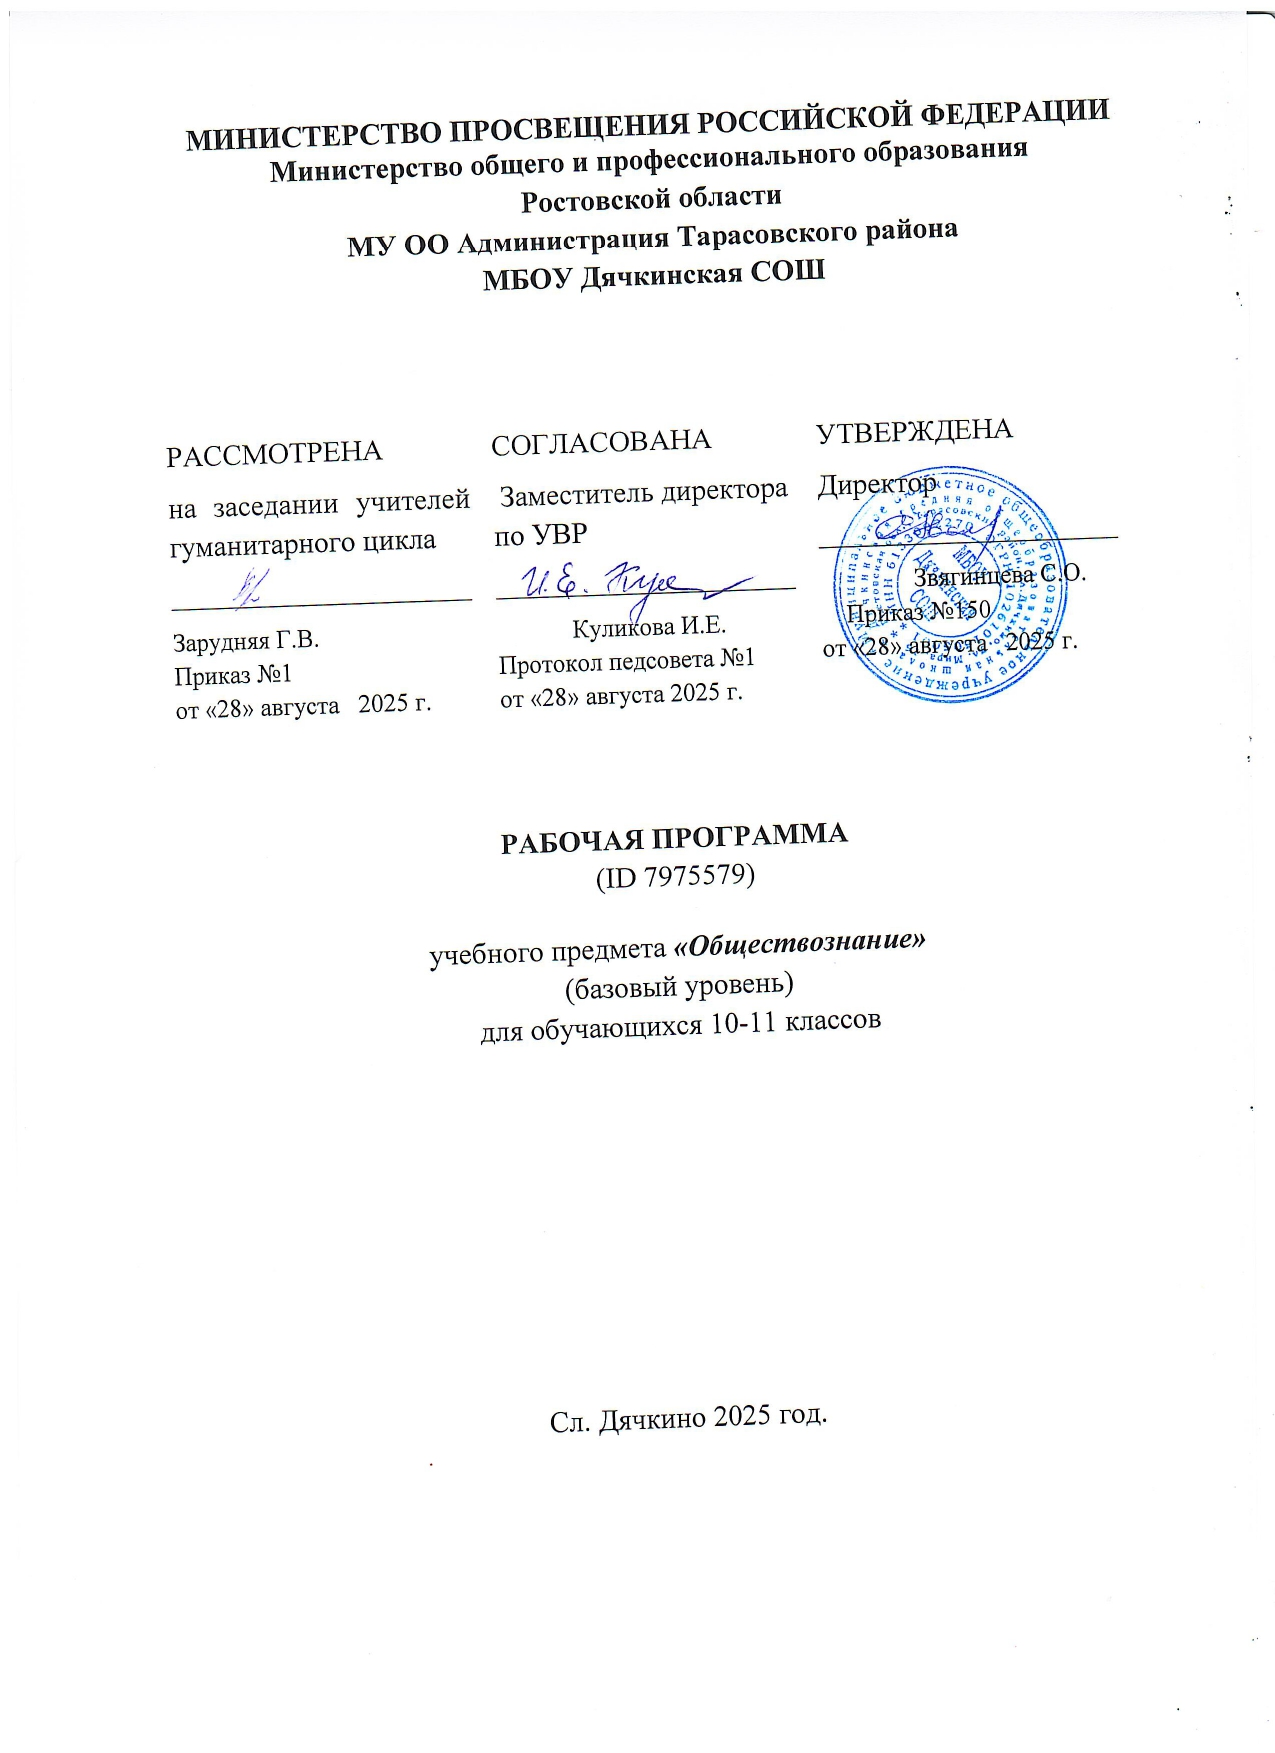 МИНИСТЕРСТВО ПРОСВЕЩЕНИЯ РОССИЙСКОЙ ФЕДЕРАЦИИ
Министерство общего и профессионального образования
Ростовской области
МУ ОО Администрация Тарасовского района
МБОУ Дячкинская СОШ
РАССМОТРЕНА
на заседании учителей
гуманитарного цикла
Зарудняя Г.В.
Приказ №1
от «28» августа 2025 г.
СОГЛАСОВАНА
Заместитель директора
по УВР
Куликова И.Е.
Протокол педсовета №1
от «28» августа 2025 г.
УТВЕРЖДЕНА
Директор
Звягинцева С.О.
Приказ №150
от «28» августа 2025 г.
МБОУ
Дячкинская
СОШ
РАБОЧАЯ ПРОГРАММА
(ID 7975579)
учебного предмета «Обществознание»
(базовый уровень)
для обучающихся 10-11 классов
Сл. Дячкино 2025 год.